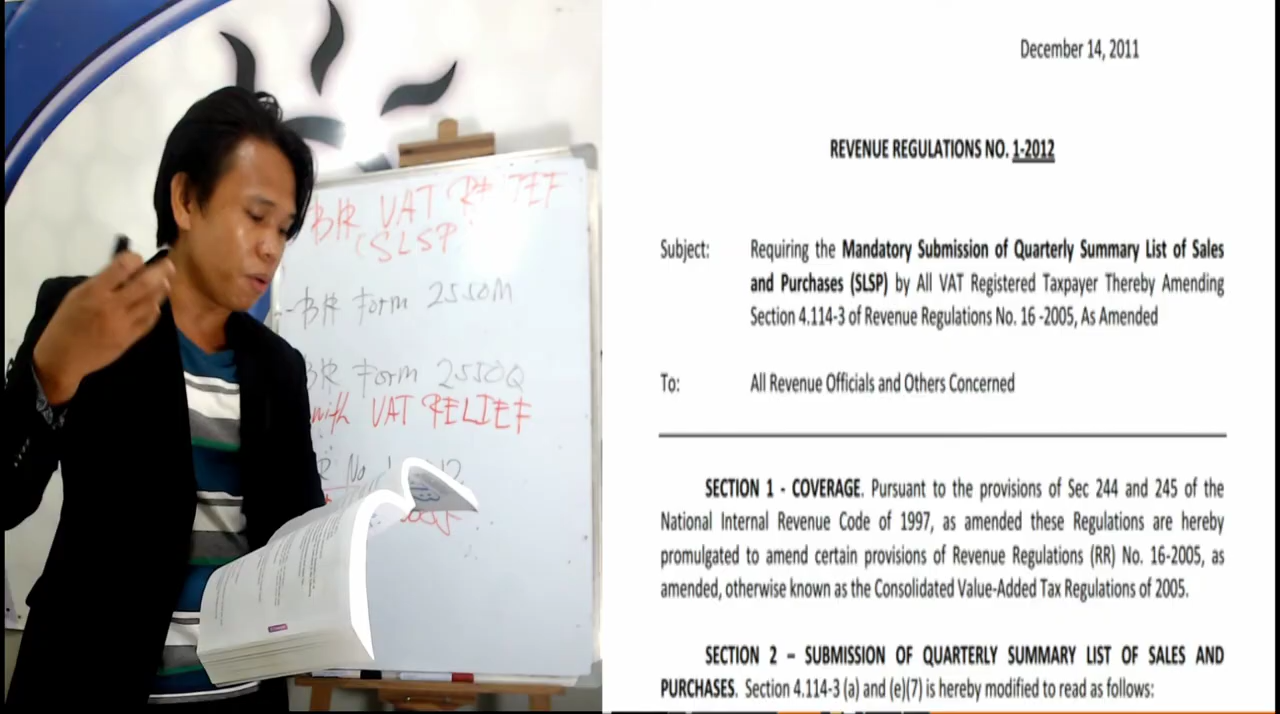 BIR VAT RELIEF
(SLSP)
-BIR Form 2550M
BIR Form 2550Q
with VAT RELIEF
RR No. 12
December 14, 2011
REVENUE REGULATIONS NO. 1-2012
Subject: Requiring the Mandatory Submission of Quarterly Summary List of Sales
and Purchases (SLSP) by All VAT Registered Taxpayer Thereby Amending
Section 4.114-3 of Revenue Regulations No. 16 -2005, As Amended
To: All Revenue Officials and Others Concerned
SECTION 1 - COVERAGE. Pursuant to the provisions of Sec 244 and 245 of the
National Internal Revenue Code of 1997, as amended these Regulations are hereby
promulgated to amend certain provisions of Revenue Regulations (RR) No. 16-2005, as
amended, otherwise known as the Consolidated Value-Added Tax Regulations of 2005.
SECTION 2 – SUBMISSION OF QUARTERLY SUMMARY LIST OF SALES AND
PURCHASES. Section 4.114-3 (a) and (e)(7) is hereby modified to read as follows: